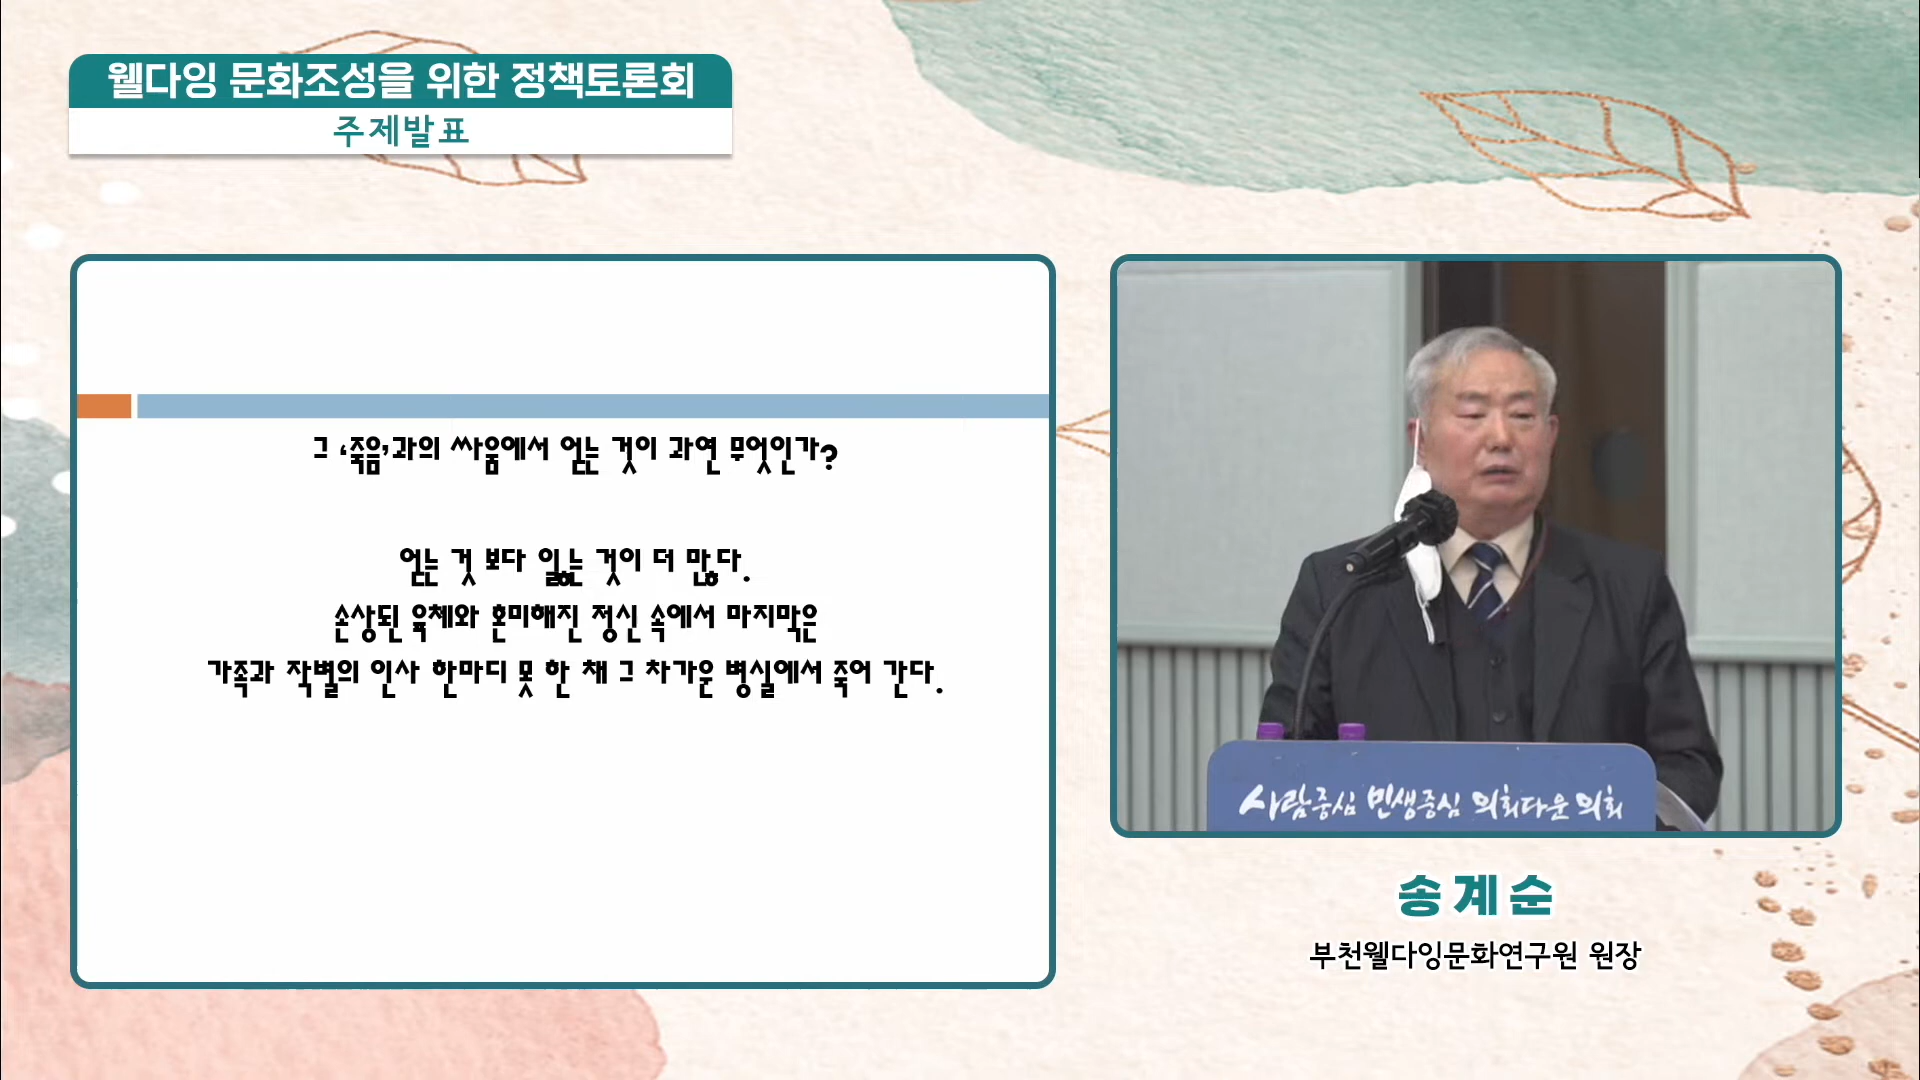 웰다잉 문화조성을 위한 정책토론회
주제발표
그 ‘죽음’과의 싸움에서 얻는 것이 과연 무엇인가?
얻는 것 보다 잃는 것이 더 많다.
손상된 육체와 혼미해진 정신 속에서 마지막은
가족과 작별의 인사 한마디 못 한 채 그 차가운 병실에서 죽어 간다.
사람중심 민생중심 의회다운 의회
송계순
부천웰다잉문화연구원 원장